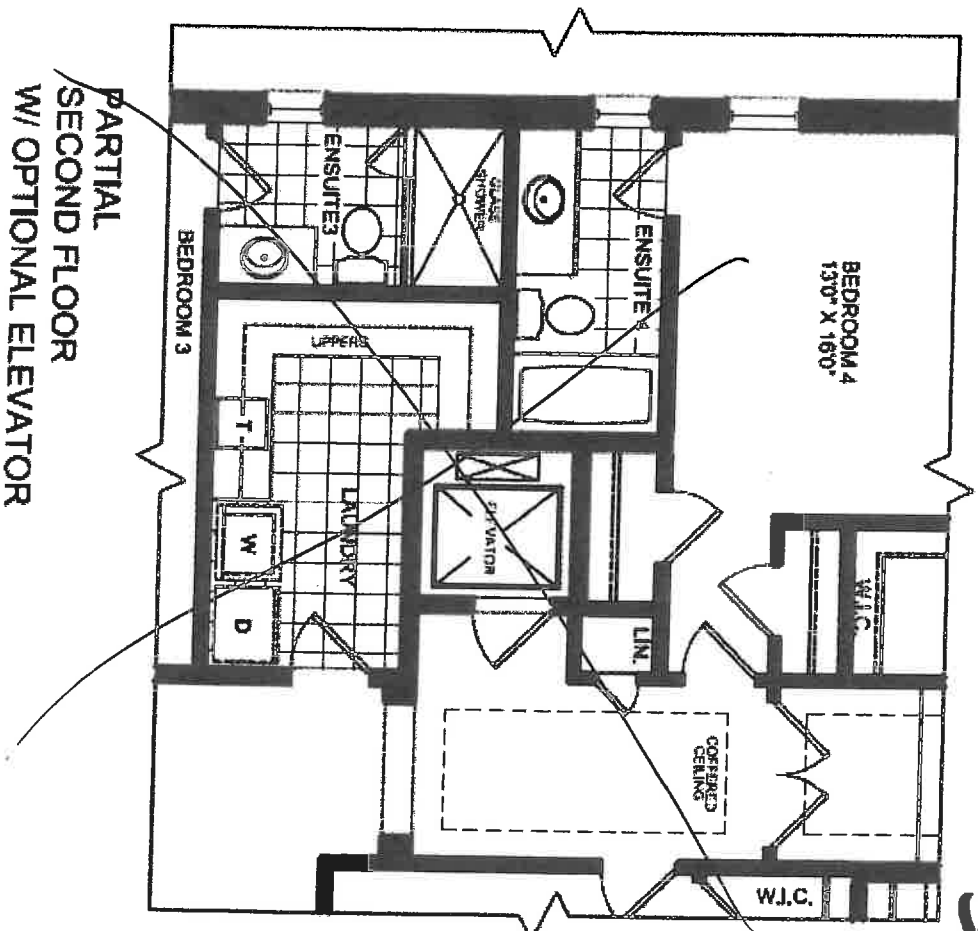 PARTIAL
SECOND FLOOR
W/ OPTIONAL ELEVATOR
BEDROOM 4
13'0" X 16'0"
W.I.C.
ENSUITE 4
LIN.
COFFERED
CEILING
GLASS
SHOWER
ELEVATOR
ENSUITE3
UPPERS
LAUNDRY
T
W
D
BEDROOM 3
W.I.C.